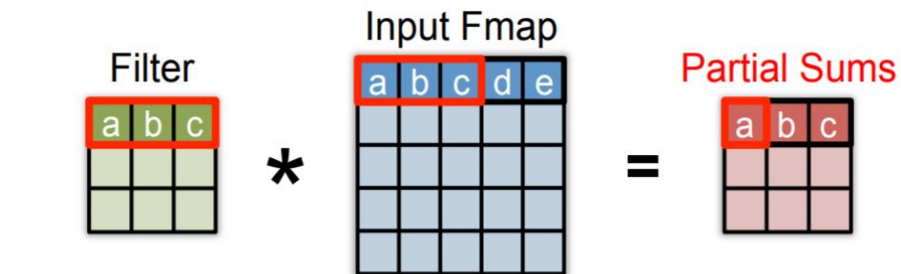 Input Fmap
Filter
Partial Sums
a b c
a b c d e
a b c
*
=